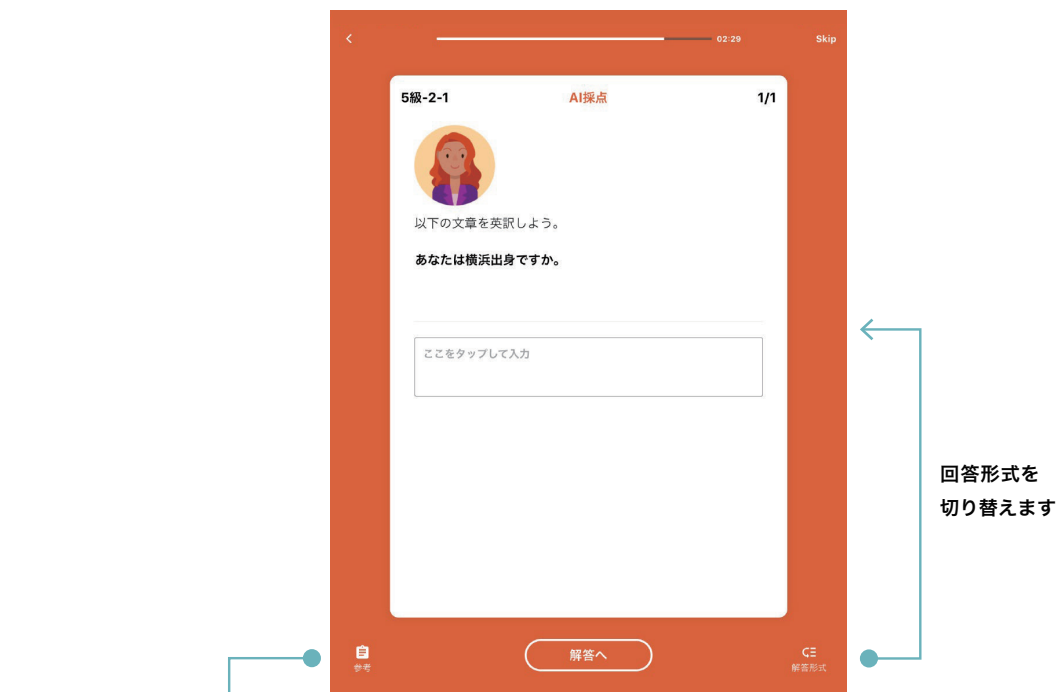 02:29
Skip
5級-2-1
AI採点
1/1
以下の文章を英訳しよう。
あなたは横浜出身ですか。
ここをタップして入力
回答形式を
切り替えます
参考
解答へ
解答形式